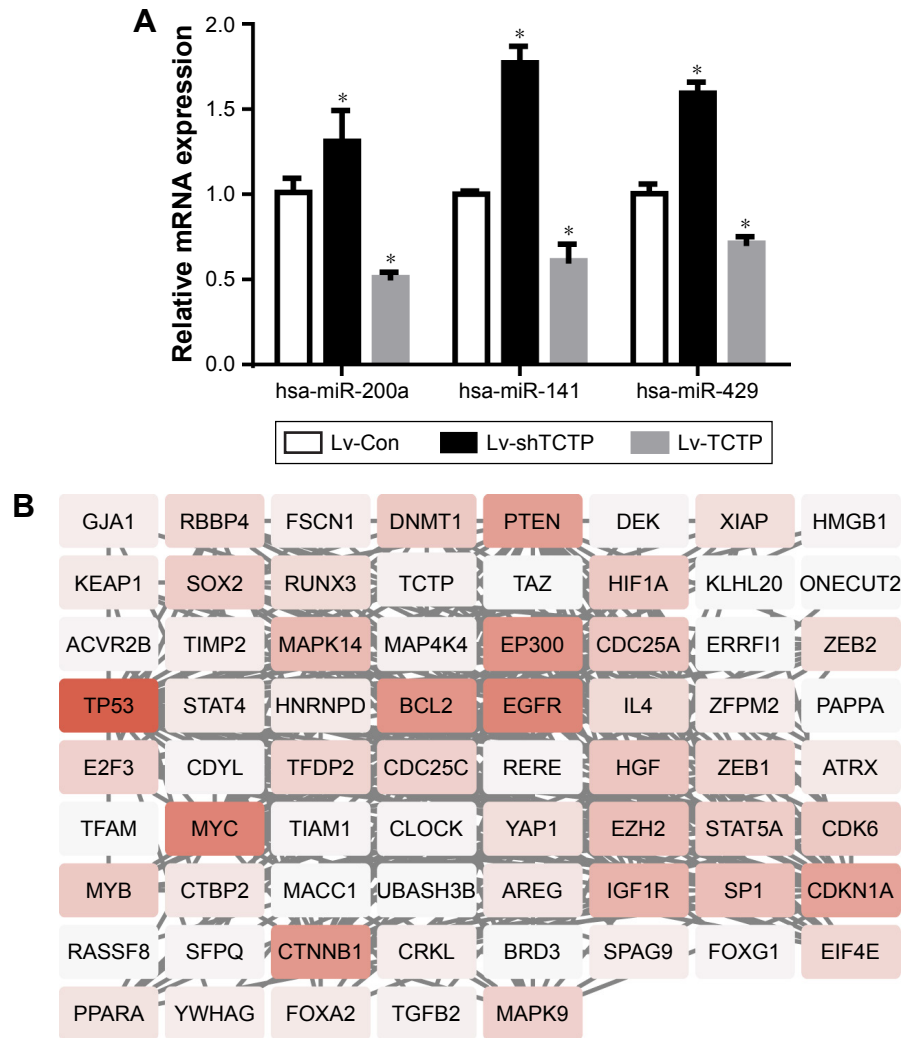 A
Relative mRNA expression
2.0
*
*
*
1.5
*
1.0
*
*
0.5
0.0
hsa-miR-200a hsa-miR-141 hsa-miR-429
Lv-Con Lv-shTCTP Lv-TCTP
B
GJA1 RBBP4 FSCN1 DNMT1 PTEN DEK XIAP HMGB1
KEAP1 SOX2 RUNX3 TCTP TAZ HIF1A KLHL20 ONECUT2
ACVR2B TIMP2 MAPK14 MAP4K4 EP300 CDC25A ERRFI1 ZEB2
TP53 STAT4 HNRNPD BCL2 EGFR IL4 ZFPM2 PAPPA
E2F3 CDYL TFDP2 CDC25C RERE HGF ZEB1 ATRX
TFAM MYC TIAM1 CLOCK YAP1 EZH2 STAT5A CDK6
MYB CTBP2 MACC1 UBASH3B AREG IGF1R SP1 CDKN1A
RASSF8 SFPQ CTNNB1 CRKL BRD3 SPAG9 FOXG1 EIF4E
PPARA YWHAG FOXA2 TGFB2 MAPK9